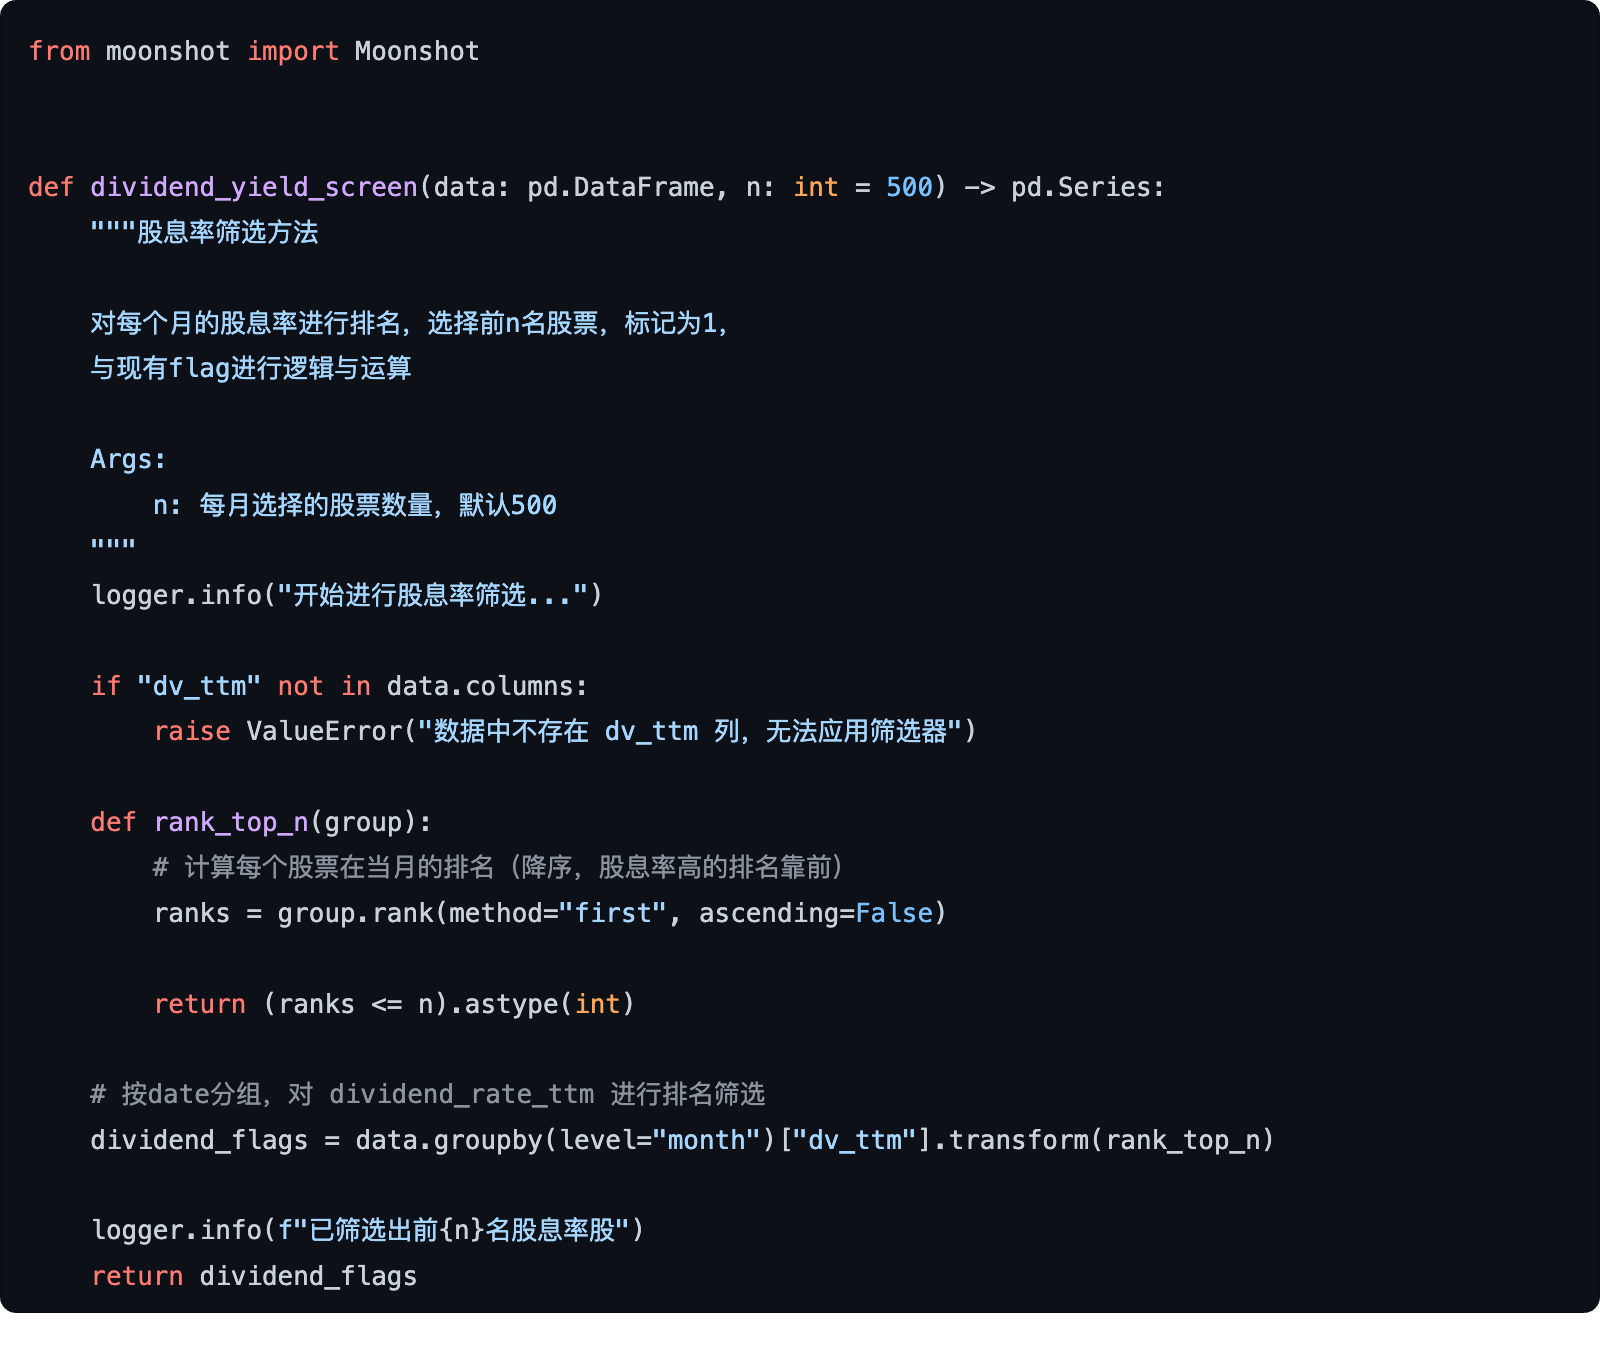 from moonshot import Moonshot
def dividend_yield_screen(data: pd.DataFrame, n: int = 500) -> pd.Series:
    """股息率筛选方法
    对每个月的股息率进行排名，选择前n名股票，标记为1，
    与现有flag进行逻辑与运算
    Args:
        n: 每月选择的股票数量，默认500
    """
    logger.info("开始进行股息率筛选...")
    if "dv_ttm" not in data.columns:
        raise ValueError("数据中不存在 dv_ttm 列，无法应用筛选器")
    def rank_top_n(group):
        # 计算每个股票在当月的排名（降序，股息率高的排名靠前）
        ranks = group.rank(method="first", ascending=False)
        return (ranks <= n).astype(int)
    # 按date分组，对 dividend_rate_ttm 进行排名筛选
    dividend_flags = data.groupby(level="month")["dv_ttm"].transform(rank_top_n)
    logger.info(f"已筛选出前{n}名股息率股")
    return dividend_flags